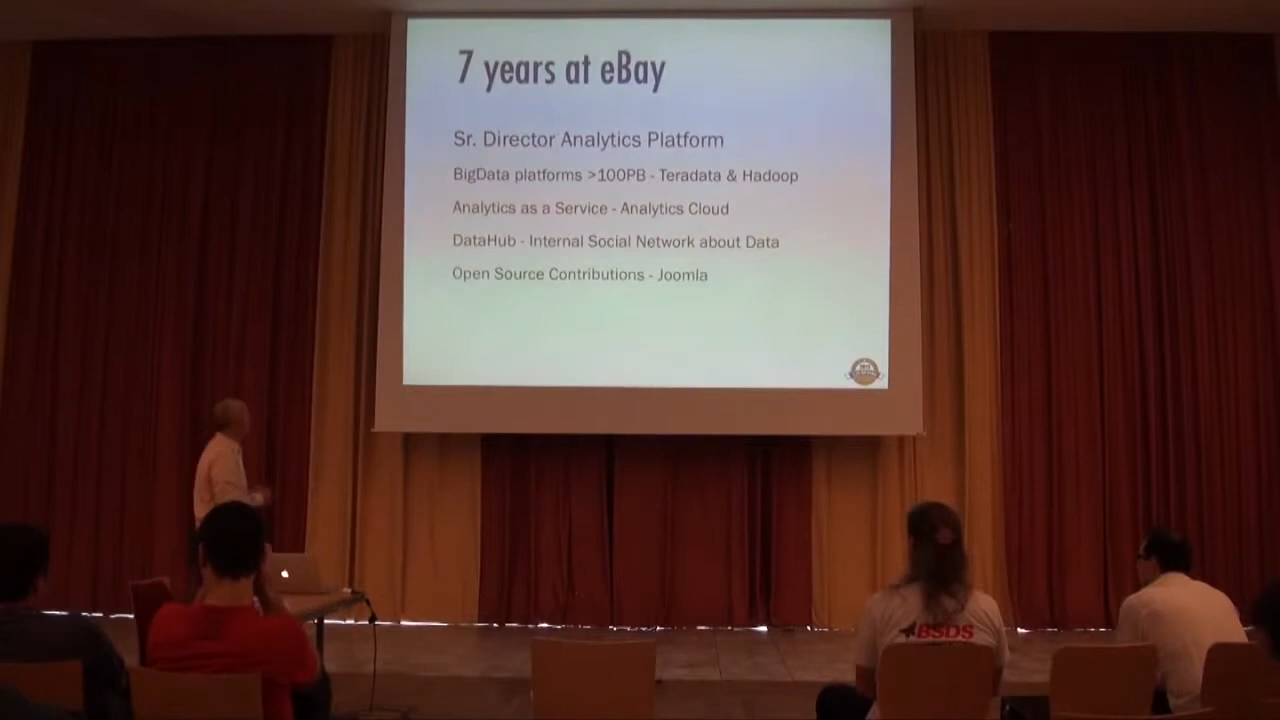 7 years at eBay
Sr. Director Analytics Platform
BigData platforms >100PB - Teradata & Hadoop
Analytics as a Service - Analytics Cloud
DataHub - Internal Social Network about Data
Open Source Contributions - Joomla
BSDS